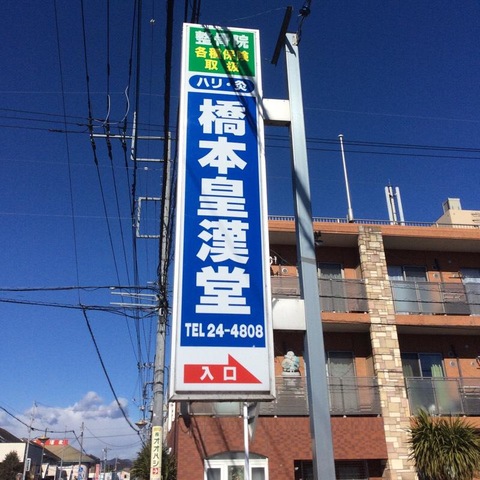 整骨院
各種保険
取扱
ハリ・灸
橋本皇漢堂
TEL 24-4808
入口